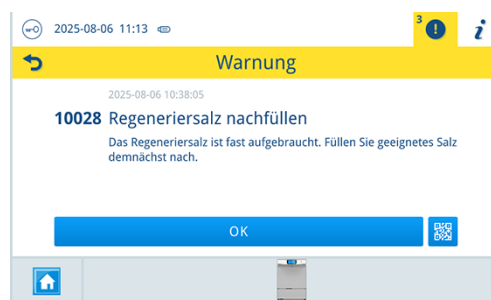 2025-08-06 11:13
3
Warnung
2025-08-06 10:38:05
10028 Regeneriersalz nachfüllen
Das Regeneriersalz ist fast aufgebraucht. Füllen Sie geeignetes Salz
demnächst nach.
OK